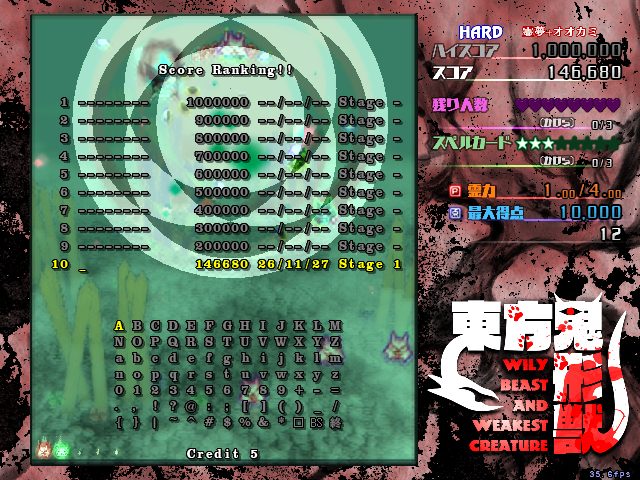 HARD 霊夢+オオカミ
ハイスコア 1,000,000
スコア 146,680
残り人数
(かけら) 0/3
スペルカード ★★★
(かけら) 0/3
P 霊力 1.00/4.00
最大得点 10,000
12
Score Ranking!!
1 -------- 1000000 --/--/-- Stage -
2 -------- 900000 --/--/-- Stage -
3 -------- 800000 --/--/-- Stage -
4 -------- 700000 --/--/-- Stage -
5 -------- 600000 --/--/-- Stage -
6 -------- 500000 --/--/-- Stage -
7 -------- 400000 --/--/-- Stage -
8 -------- 300000 --/--/-- Stage -
9 -------- 200000 --/--/-- Stage -
10 _ 146680 26/11/27 Stage 1
A B C D E F G H I J K L M
N O P Q R S T U V W X Y Z
a b c d e f g h i j k l m
n o p q r s t u v w x y z
0 1 2 3 4 5 6 7 8 9 + - =
. , ! ? @ : ; [ ] ( ) _ /
{ } | ~ ^ # $ % & * □ BS 終
Credit 5
東方鬼形獣
WILY
BEAST
AND
WEAKEST
CREATURE
35.6fps